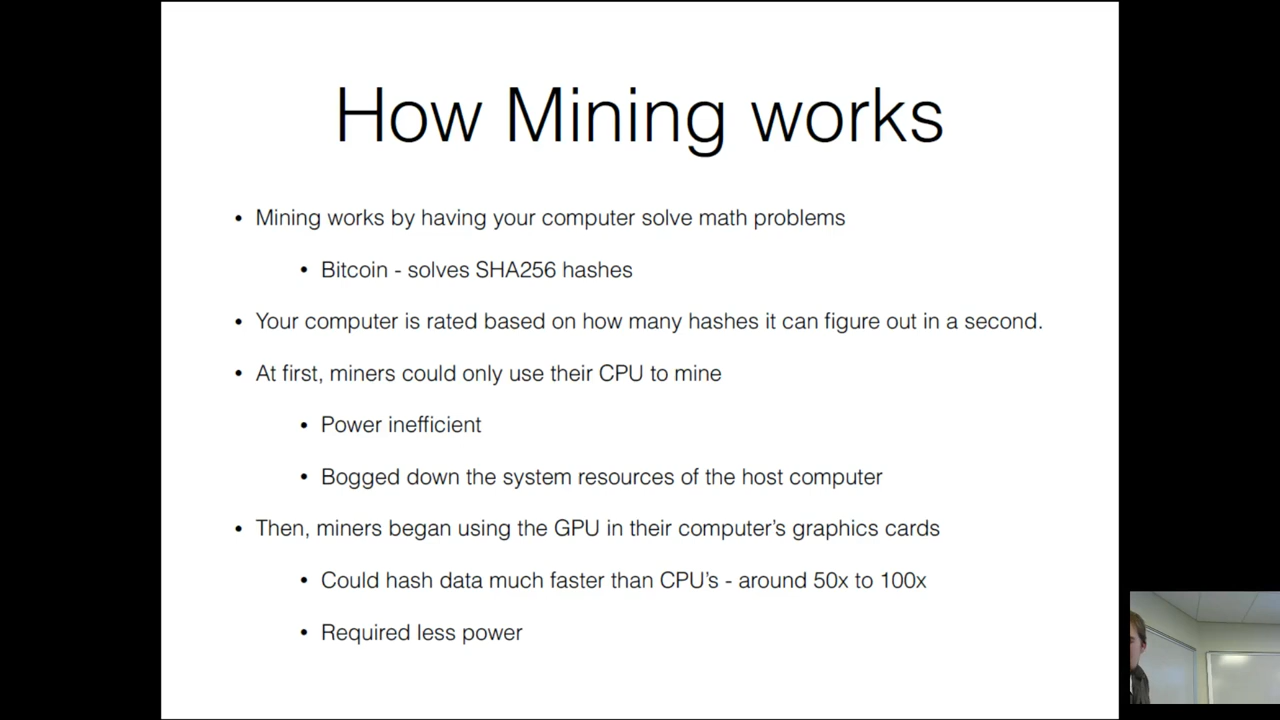 How Mining works
• Mining works by having your computer solve math problems
• Bitcoin - solves SHA256 hashes
• Your computer is rated based on how many hashes it can figure out in a second.
• At first, miners could only use their CPU to mine
• Power inefficient
• Bogged down the system resources of the host computer
• Then, miners began using the GPU in their computer’s graphics cards
• Could hash data much faster than CPU’s - around 50x to 100x
• Required less power